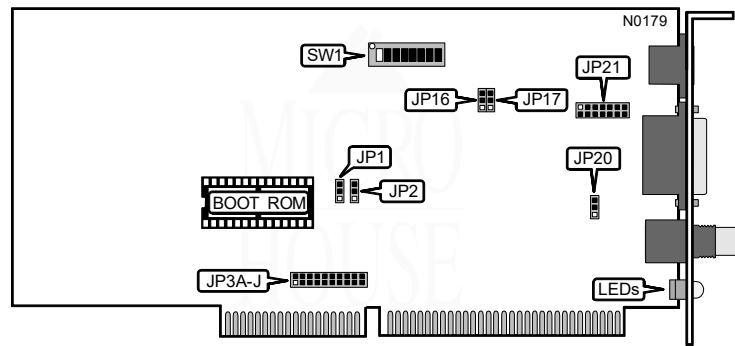 N0179
SW1
JP21
JP16
JP17
MICRO
JP1
JP20
JP2
BOOT ROM
HOUSE
JP3A-J
LEDs